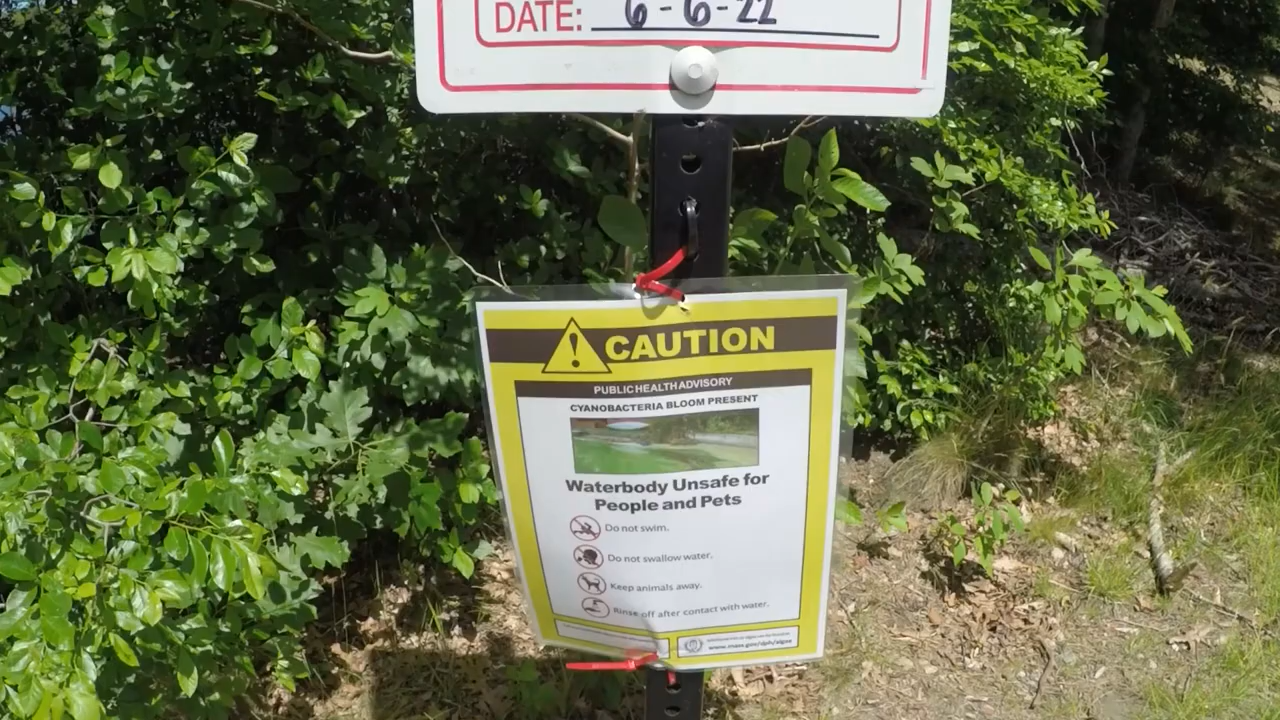 DATE: 6-6-22
CAUTION
PUBLIC HEALTH ADVISORY
CYANOBACTERIA BLOOM PRESENT
Waterbody Unsafe for
People and Pets
Do not swim.
Do not swallow water.
Keep animals away.
Rinse off after contact with water.
www.mass.gov/dph/algae